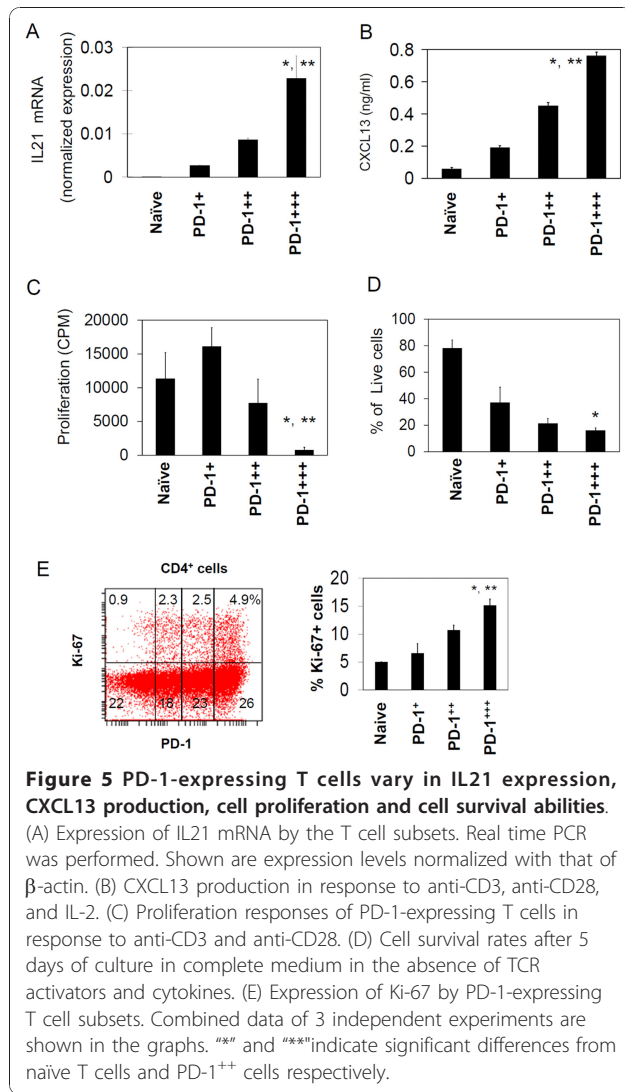 A
IL21 mRNA
(normalized expression)
0.03
0.02
0.01
0
*, **
Naïve
PD-1+
PD-1++
PD-1+++
B
CXCL13 (ng/ml)
0.8
0.6
0.4
0.2
0
*, **
Naïve
PD-1+
PD-1++
PD-1+++
C
Proliferation (CPM)
20000
15000
10000
5000
0
*, **
Naïve
PD-1+
PD-1++
PD-1+++
D
% of Live cells
100
80
60
40
20
0
*
Naïve
PD-1+
PD-1++
PD-1+++
E
CD4⁺ cells
Ki-67
0.9 2.3 2.5 4.9%
22 18 23 26
PD-1
% Ki-67+ cells
20
15
10
5
0
*, **
Naive
PD-1⁺
PD-1⁺⁺
PD-1⁺⁺⁺
Figure 5 PD-1-expressing T cells vary in IL21 expression,
CXCL13 production, cell proliferation and cell survival abilities.
(A) Expression of IL21 mRNA by the T cell subsets. Real time PCR
was performed. Shown are expression levels normalized with that of
β-actin. (B) CXCL13 production in response to anti-CD3, anti-CD28,
and IL-2. (C) Proliferation responses of PD-1-expressing T cells in
response to anti-CD3 and anti-CD28. (D) Cell survival rates after 5
days of culture in complete medium in the absence of TCR
activators and cytokines. (E) Expression of Ki-67 by PD-1-expressing
T cell subsets. Combined data of 3 independent experiments are
shown in the graphs. "*" and "**"indicate significant differences from
naïve T cells and PD-1⁺⁺ cells respectively.